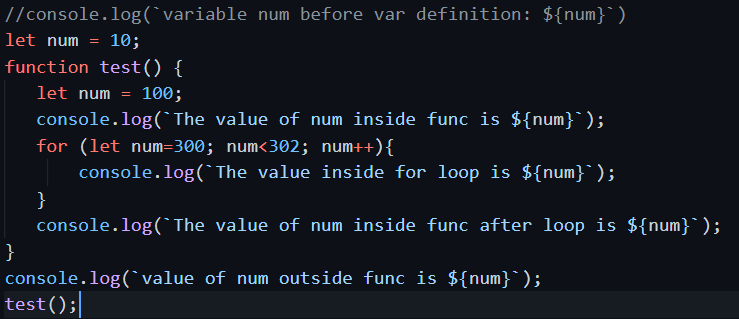 //console.log(`variable num before var definition: ${num}`)
let num = 10;
function test() {
   let num = 100;
   console.log(`The value of num inside func is ${num}`);
   for (let num=300; num<302; num++){
       console.log(`The value inside for loop is ${num}`);
   }
   console.log(`The value of num inside func after loop is ${num}`);
}
console.log(`value of num outside func is ${num}`);
test();